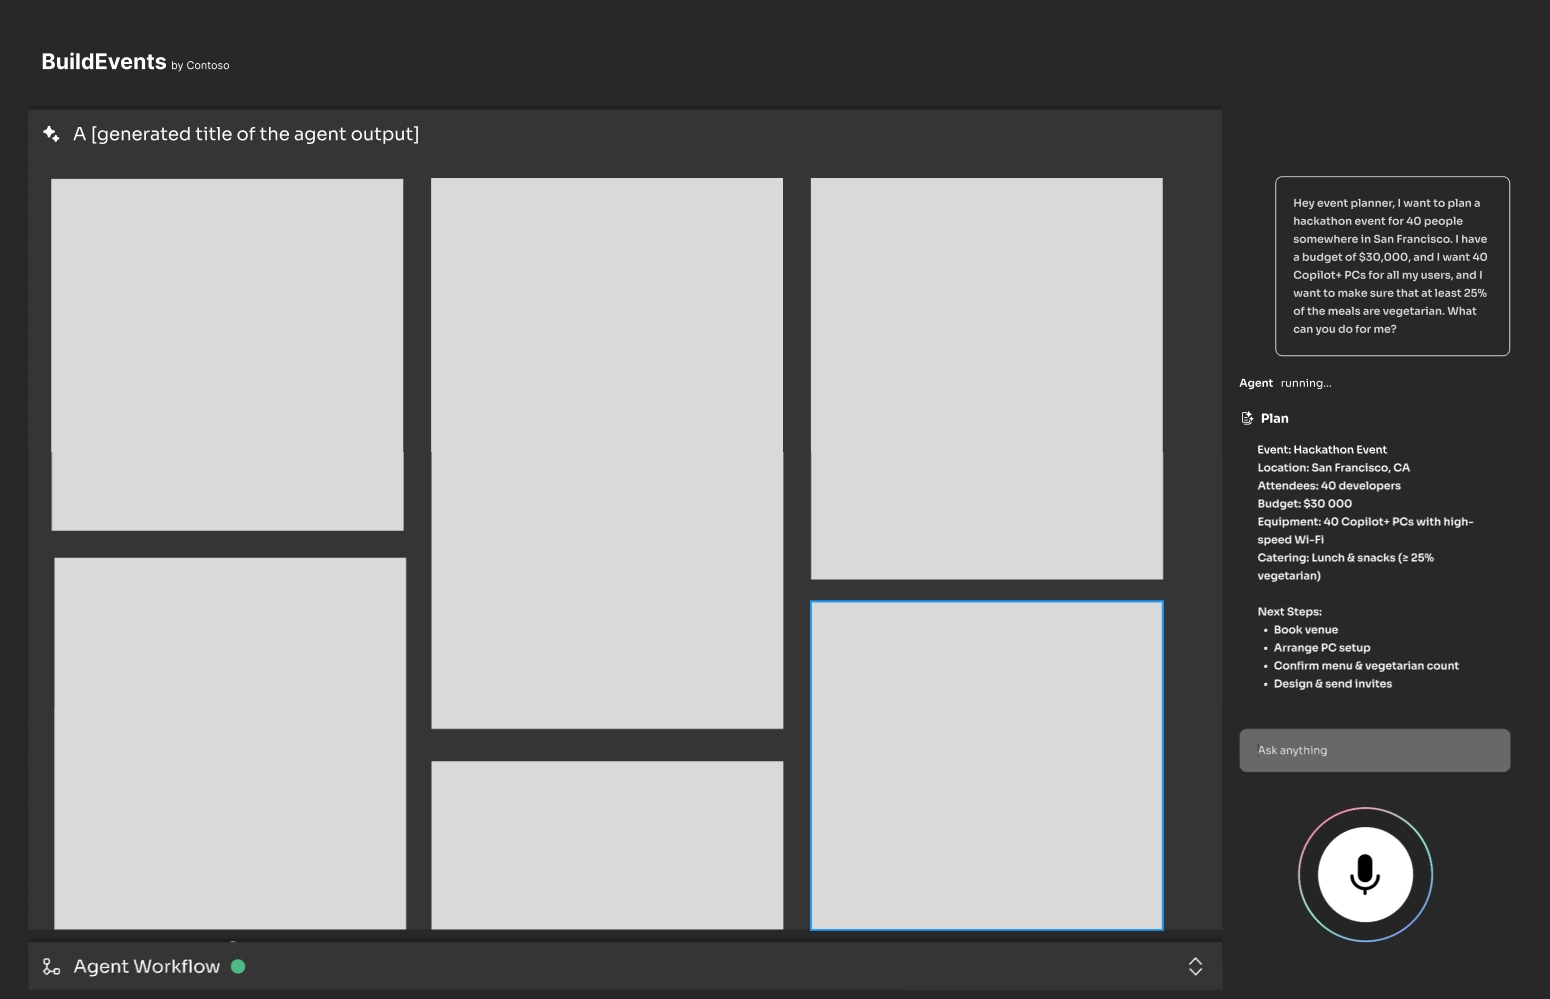 BuildEvents by Contoso
A [generated title of the agent output]
Hey event planner, I want to plan a
hackathon event for 40 people
somewhere in San Francisco. I have
a budget of $30,000, and I want 40
Copilot+ PCs for all my users, and I
want to make sure that at least 25%
of the meals are vegetarian. What
can you do for me?
Agent running...
Plan
Event: Hackathon Event
Location: San Francisco, CA
Attendees: 40 developers
Budget: $30 000
Equipment: 40 Copilot+ PCs with high-
speed Wi-Fi
Catering: Lunch & snacks (≥ 25%
vegetarian)
Next Steps:
• Book venue
• Arrange PC setup
• Confirm menu & vegetarian count
• Design & send invites
Ask anything
Agent Workflow